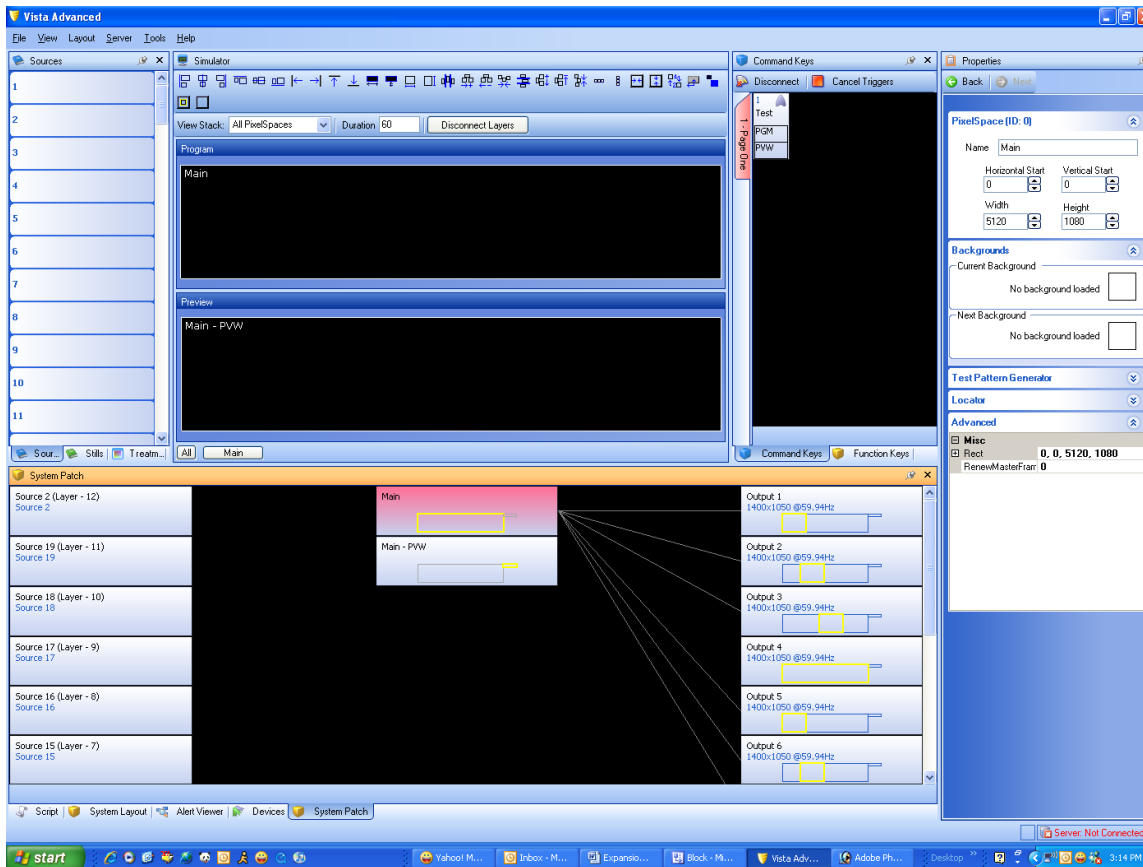 Vista Advanced
File View Layout Server Tools Help
Sources
1
2
3
4
5
6
7
8
9
10
11
Sour... Stills Treatm...
Simulator
View Stack: All PixelSpaces Duration 60 Disconnect Layers
Program
Main
Preview
Main - PVW
All Main
Command Keys
Disconnect Cancel Triggers
1 - Page One
1
Test
PGM
PVW
Command Keys Function Keys
Properties
Back Next
PixelSpace (ID: 0)
Name Main
Horizontal Start Vertical Start
0 0
Width Height
5120 1080
Backgrounds
Current Background
No background loaded
Next Background
No background loaded
Test Pattern Generator
Locator
Advanced
Misc
Rect 0, 0, 5120, 1080
RenewMasterFrarr 0
System Patch
Source 2 (Layer - 12)
Source 2
Source 19 (Layer - 11)
Source 19
Source 18 (Layer - 10)
Source 18
Source 17 (Layer - 9)
Source 17
Source 16 (Layer - 8)
Source 16
Source 15 (Layer - 7)
Source 15
Main
Main - PVW
Output 1
1400x1050 @59.94Hz
Output 2
1400x1050 @59.94Hz
Output 3
1400x1050 @59.94Hz
Output 4
1400x1050 @59.94Hz
Output 5
1400x1050 @59.94Hz
Output 6
1400x1050 @59.94Hz
Script System Layout Alert Viewer Devices System Patch
Server: Not Connected
start Yahoo! M... Inbox - M... Expansio... Block - Mi... Vista Adv... Adobe Ph... Desktop 3:14 PM